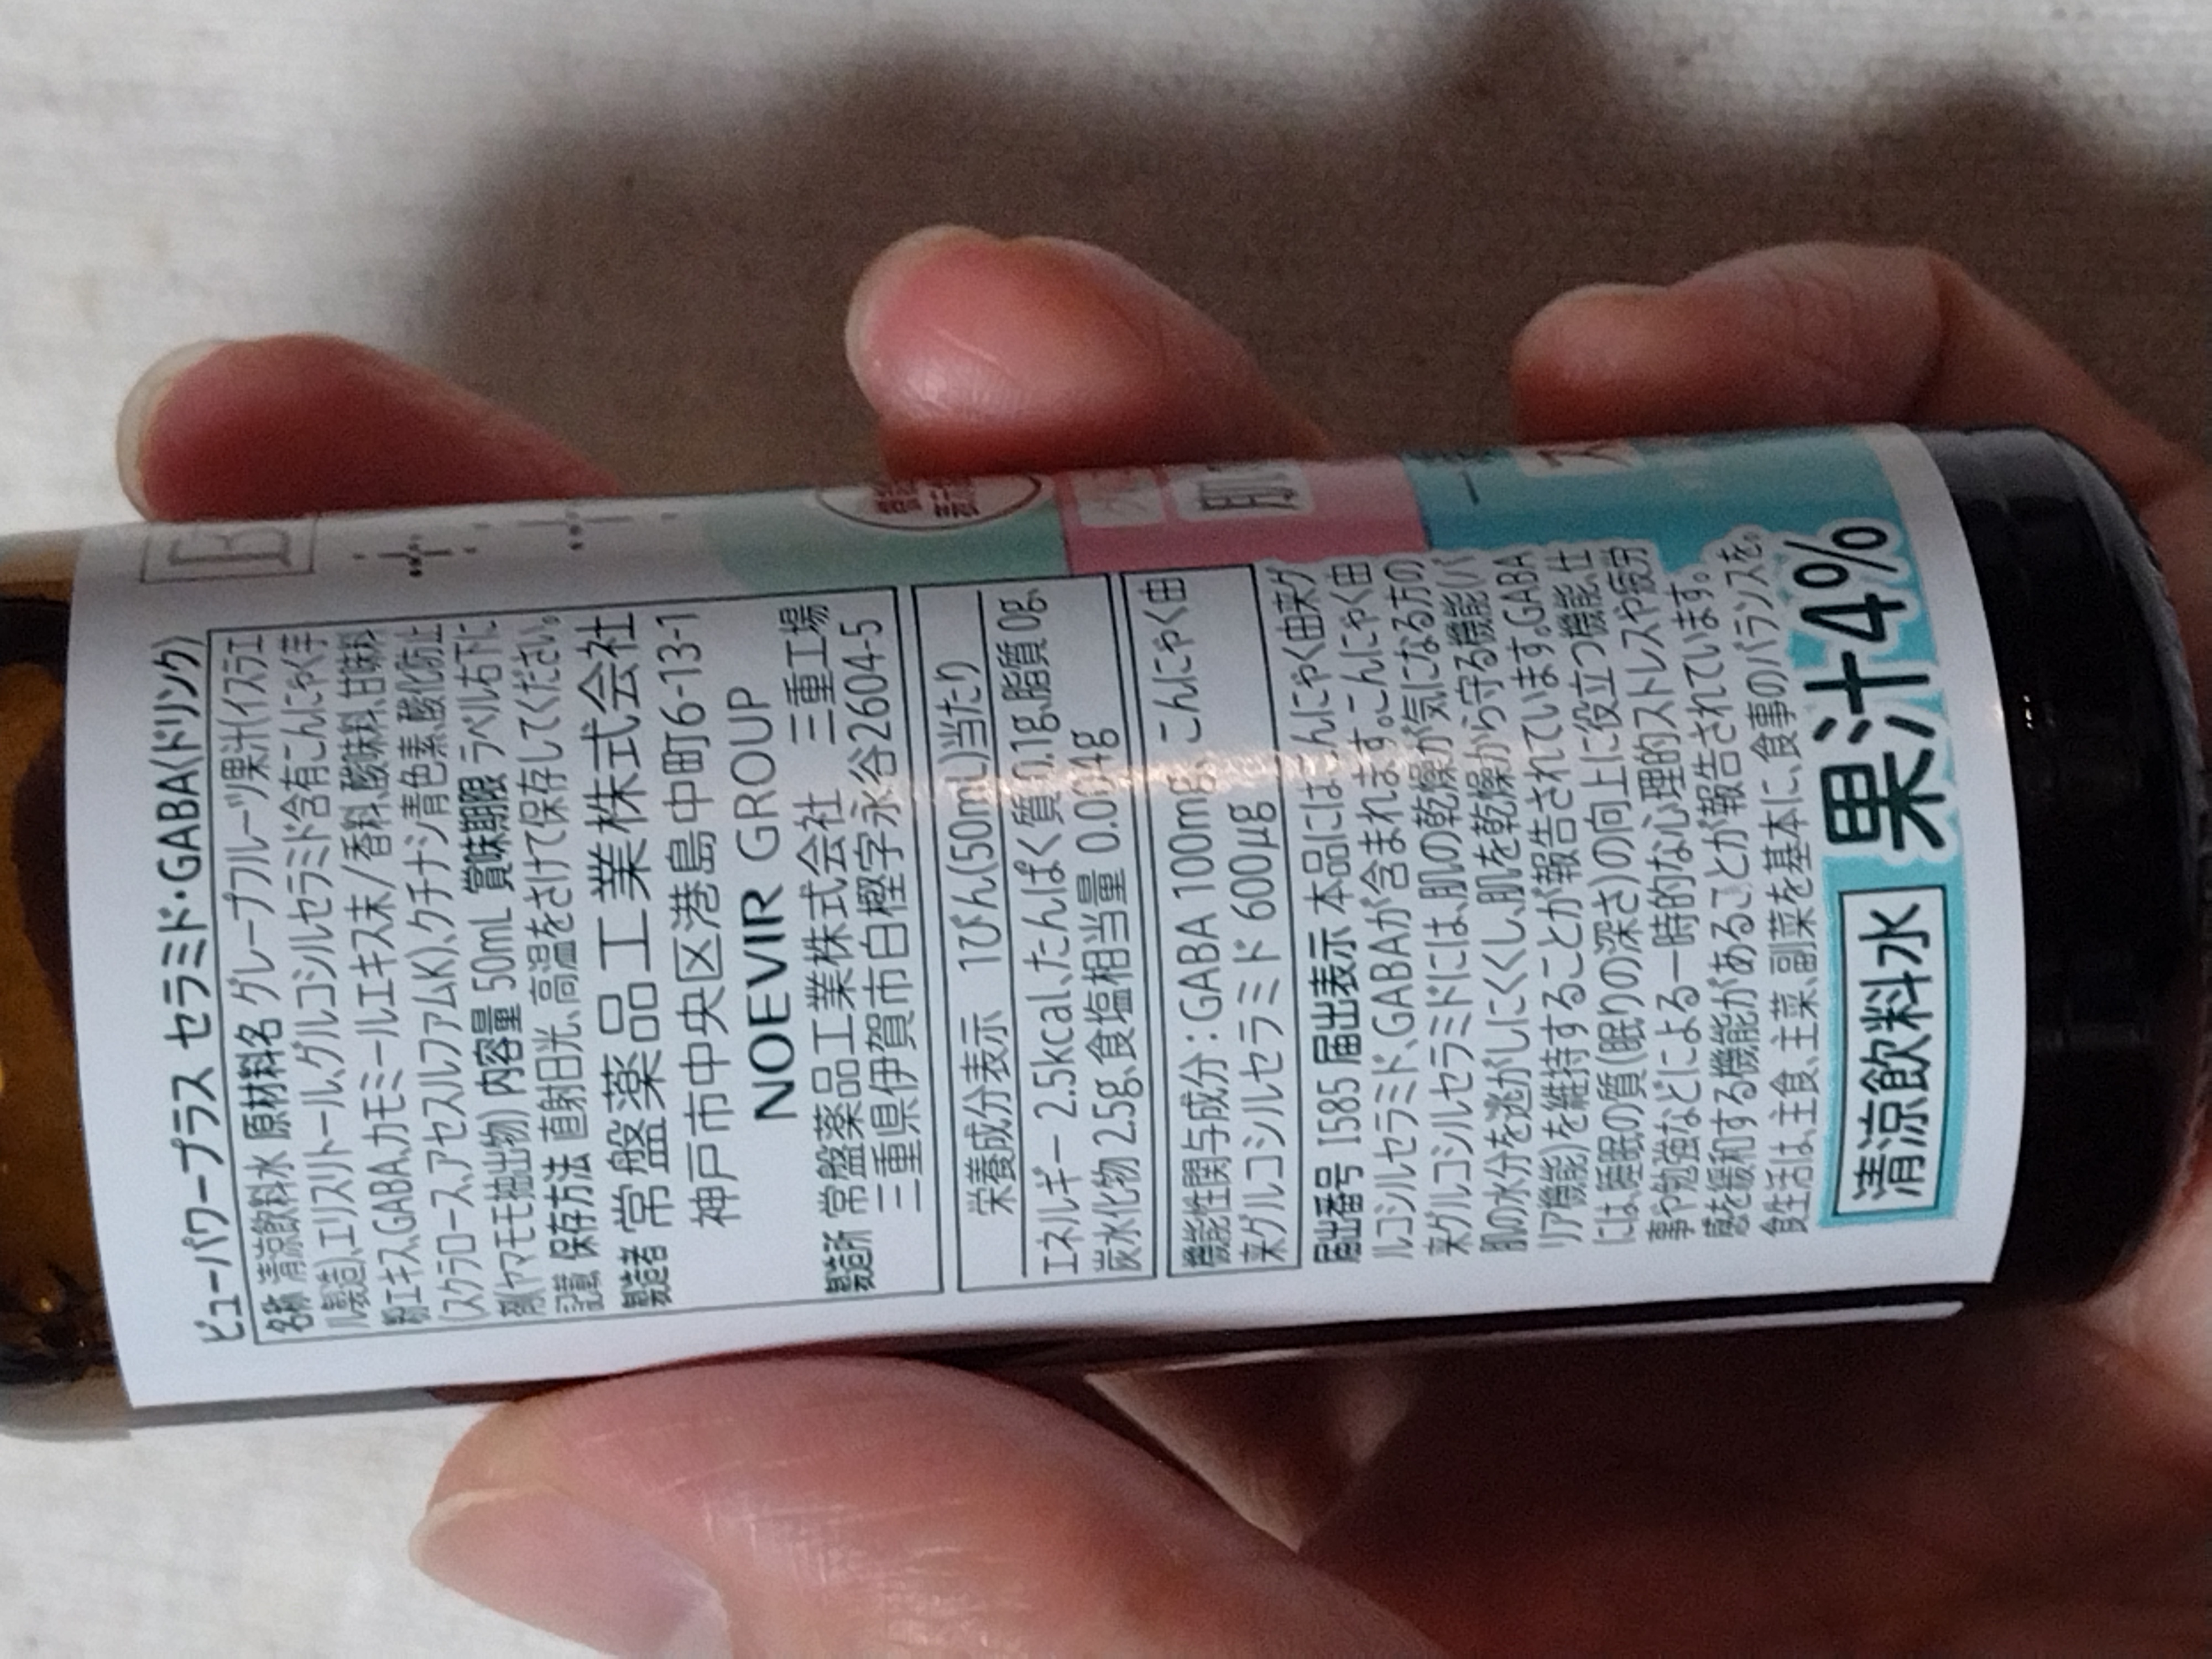 ビューパワープラス セラミド・GABA〈ドリンク〉
名称 清涼飲料水 原材料名 グレープフルーツ果汁(イスラエ
ル製造)、エリスリトール、グルコシルセラミド含有こんにゃく芋
粉エキス、GABA、カモミールエキス末/香料、酸味料、甘味料
(スクラロース、アセスルファムK)、クチナシ青色素、酸化防止
剤(ヤマモモ抽出物) 内容量 50mL 賞味期限 ラベル右下に
記載 保存方法 直射日光、高温をさけて保存してください。
製造者 常盤薬品工業株式会社
神戸市中央区港島中町6-13-1
NOEVIR GROUP
製造所 常盤薬品工業株式会社 三重工場
三重県伊賀市白樫字永谷2604-5
栄養成分表示 1びん(50mL)当たり
エネルギー 2.5kcal、たんぱく質 0.1g、脂質 0g、
炭水化物 2.5g、食塩相当量 0.004g
機能性関与成分:GABA 100mg、こんにゃく由
来グルコシルセラミド 600μg
届出番号 I585 届出表示 本品にはこんにゃく由来グ
ルコシルセラミド、GABAが含まれます。こんにゃく由
来グルコシルセラミドには、肌の乾燥が気になる方の
肌の水分を逃がしにくくし、肌を乾燥から守る機能(バ
リア機能)を維持することが報告されています。GABA
には、睡眠の質(眠りの深さ)の向上に役立つ機能、仕
事や勉強などによる一時的な心理的ストレスや疲労
感を緩和する機能があることが報告されています。
食生活は、主食、主菜、副菜を基本に、食事のバランスを。
清涼飲料水 果汁4%